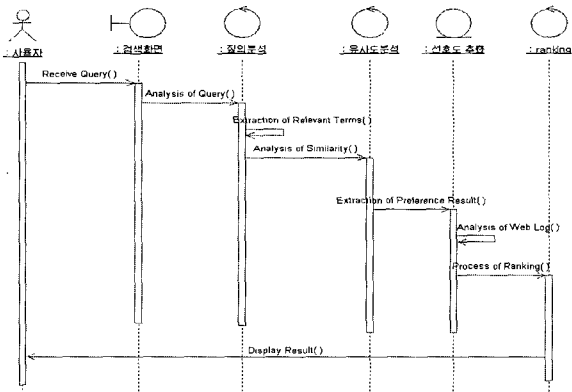 : 사용자
: 검색화면
: 질의분석
: 유사도분석
: 선호도 추출
: ranking
Receive Query( )
Analysis of Query( )
Extraction of Relevant Terms( )
Analysis of Similarity( )
Extraction of Preference Result( )
Analysis of Web Log( )
Process of Ranking( )
Display Result( )